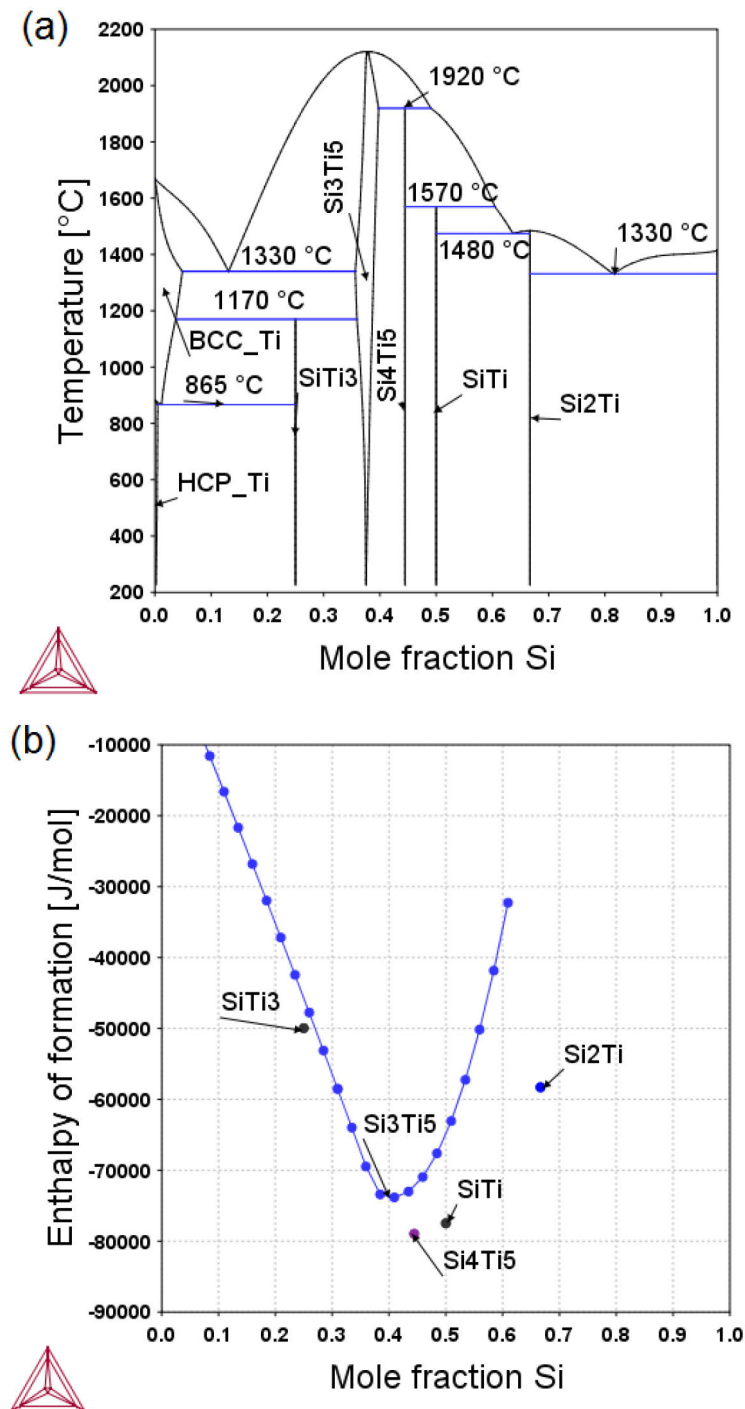 (a)
2200
2000
1800
1600
1400
1200
1000
800
600
400
200
Temperature [°C]
1920 °C
Si3Ti5
1570 °C
1330 °C
1480 °C
1330 °C
1170 °C
BCC_Ti
SiTi3
Si4Ti5
SiTi
Si2Ti
865 °C
HCP_Ti
0.0 0.1 0.2 0.3 0.4 0.5 0.6 0.7 0.8 0.9 1.0
Mole fraction Si
(b)
-10000
-20000
-30000
-40000
-50000
-60000
-70000
-80000
-90000
Enthalpy of formation [J/mol]
SiTi3
Si2Ti
Si3Ti5
SiTi
Si4Ti5
0.0 0.1 0.2 0.3 0.4 0.5 0.6 0.7 0.8 0.9 1.0
Mole fraction Si